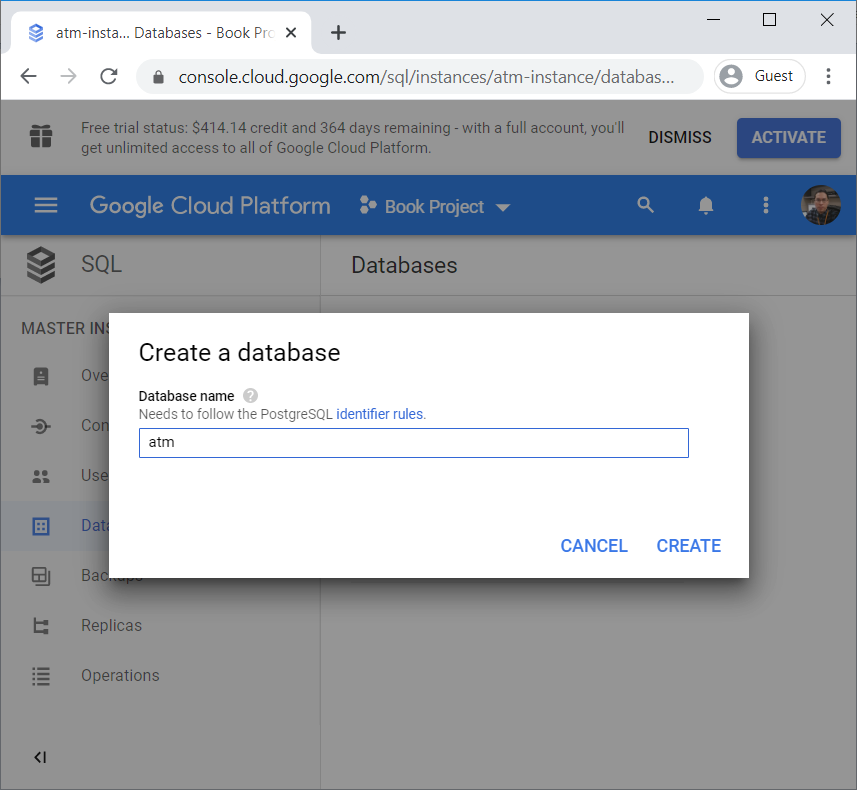 atm-insta... Databases - Book Pro
console.cloud.google.com/sql/instances/atm-instance/databas...
Guest
Free trial status: $414.14 credit and 364 days remaining - with a full account, you'll
get unlimited access to all of Google Cloud Platform.
DISMISS
ACTIVATE
Google Cloud Platform
Book Project
SQL
Databases
MASTER INS
Ove
Con
Use
Data
Backups
Replicas
Operations
Create a database
Database name ?
Needs to follow the PostgreSQL identifier rules.
atm
CANCEL
CREATE